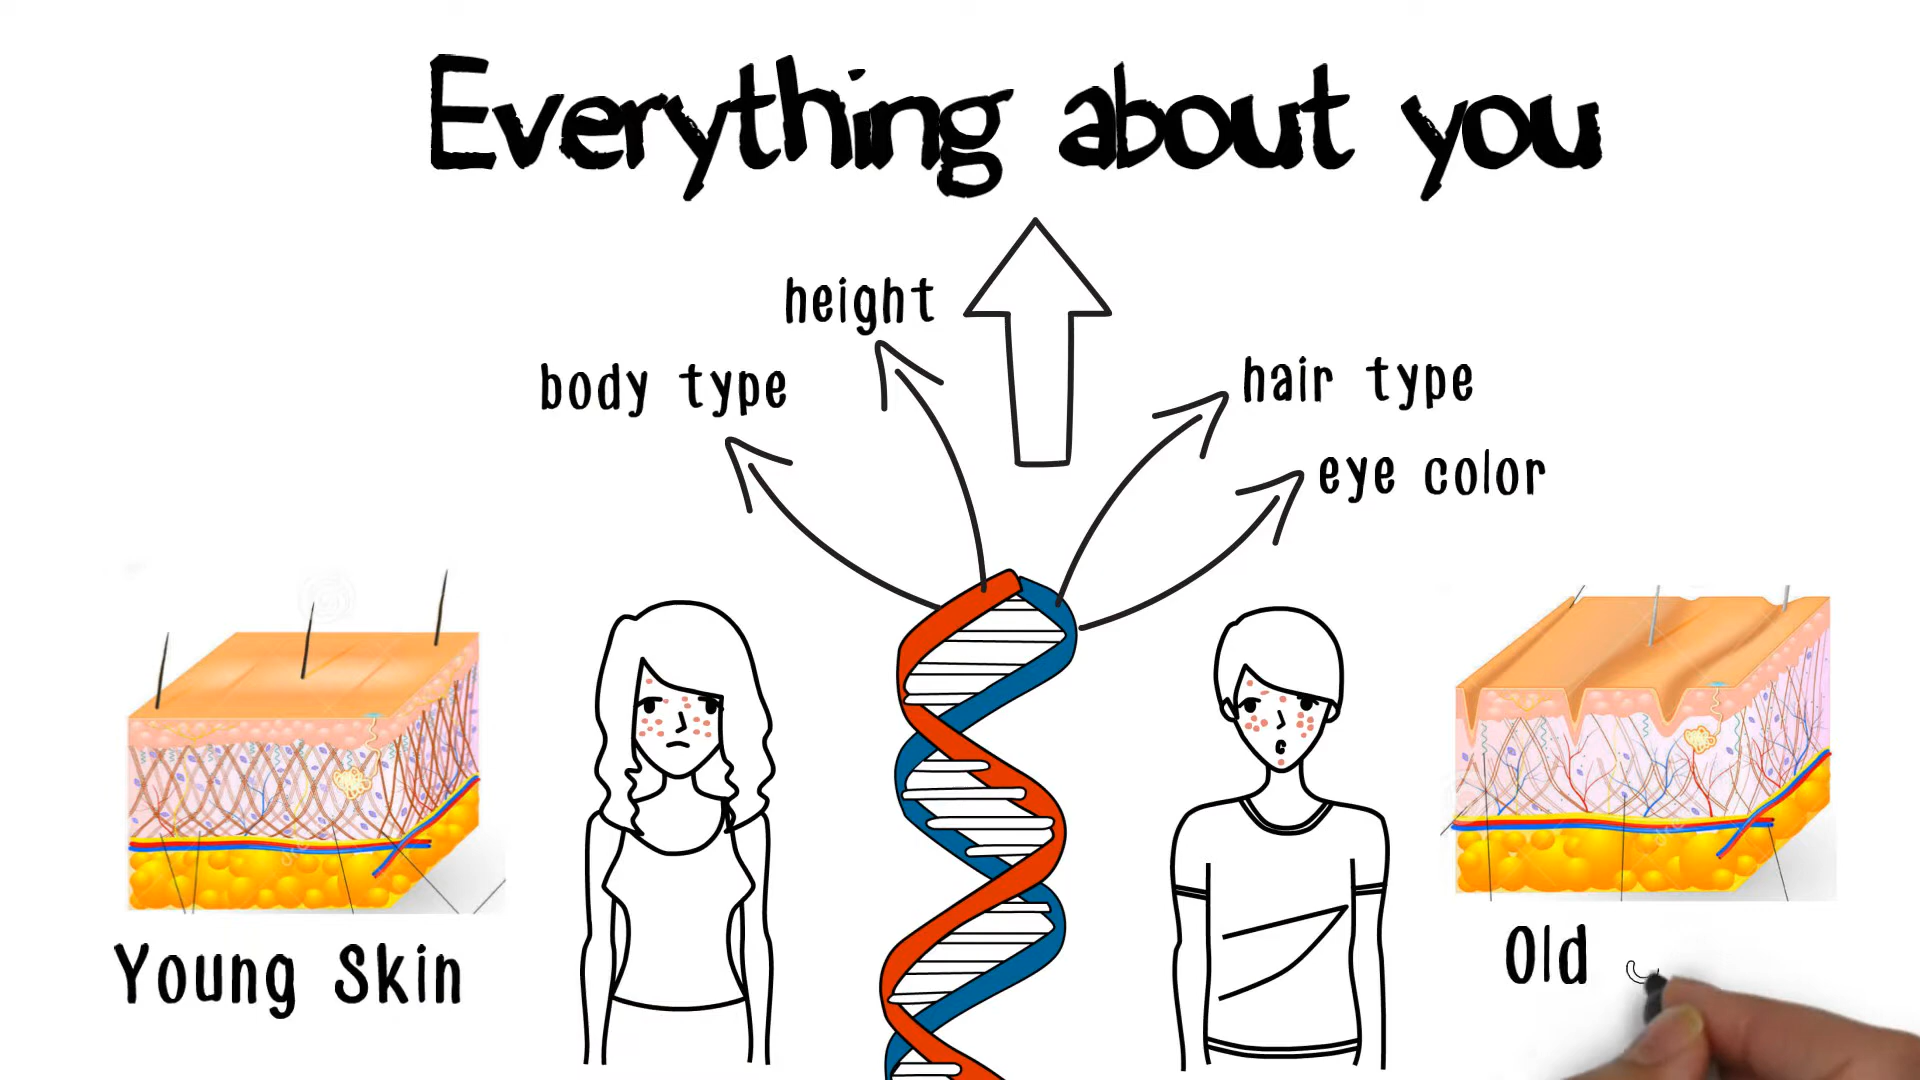 Everything about you
height
body type
hair type
eye color
Young Skin
Old